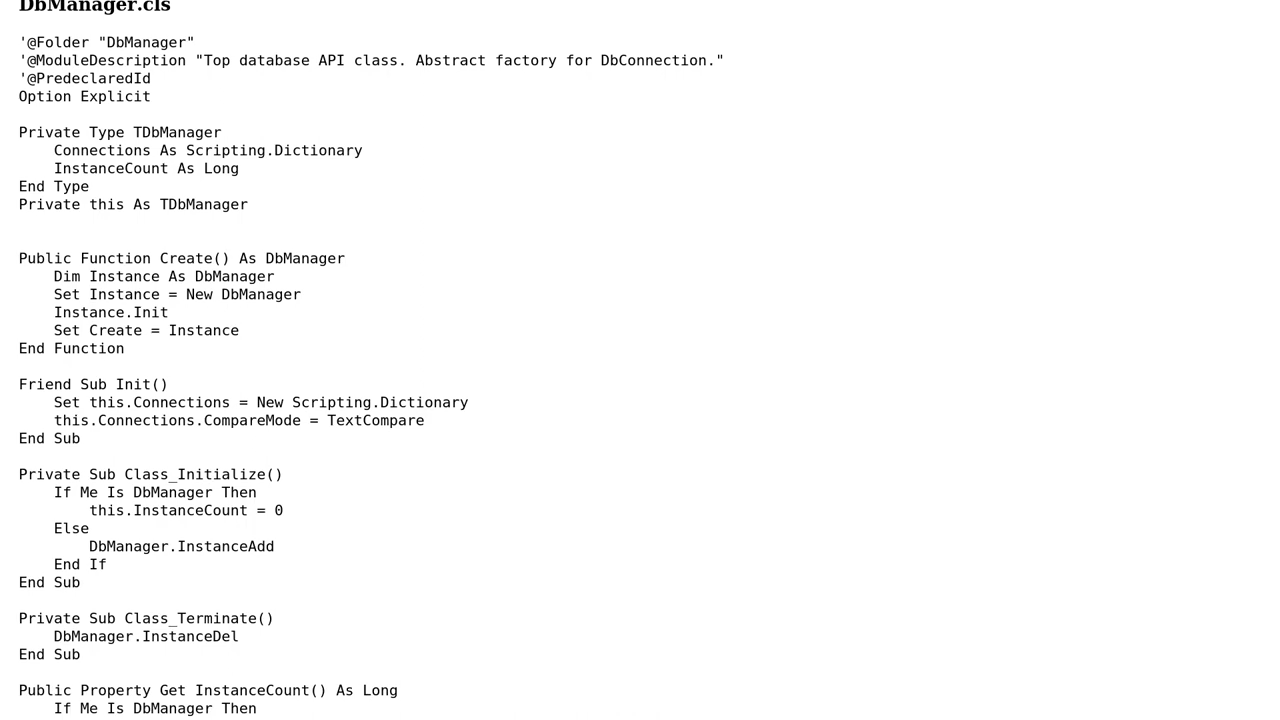 DbManager.cls
'@Folder "DbManager"
'@ModuleDescription "Top database API class. Abstract factory for DbConnection."
'@PredeclaredId
Option Explicit
Private Type TDbManager
    Connections As Scripting.Dictionary
    InstanceCount As Long
End Type
Private this As TDbManager
Public Function Create() As DbManager
    Dim Instance As DbManager
    Set Instance = New DbManager
    Instance.Init
    Set Create = Instance
End Function
Friend Sub Init()
    Set this.Connections = New Scripting.Dictionary
    this.Connections.CompareMode = TextCompare
End Sub
Private Sub Class_Initialize()
    If Me Is DbManager Then
        this.InstanceCount = 0
    Else
        DbManager.InstanceAdd
    End If
End Sub
Private Sub Class_Terminate()
    DbManager.InstanceDel
End Sub
Public Property Get InstanceCount() As Long
    If Me Is DbManager Then